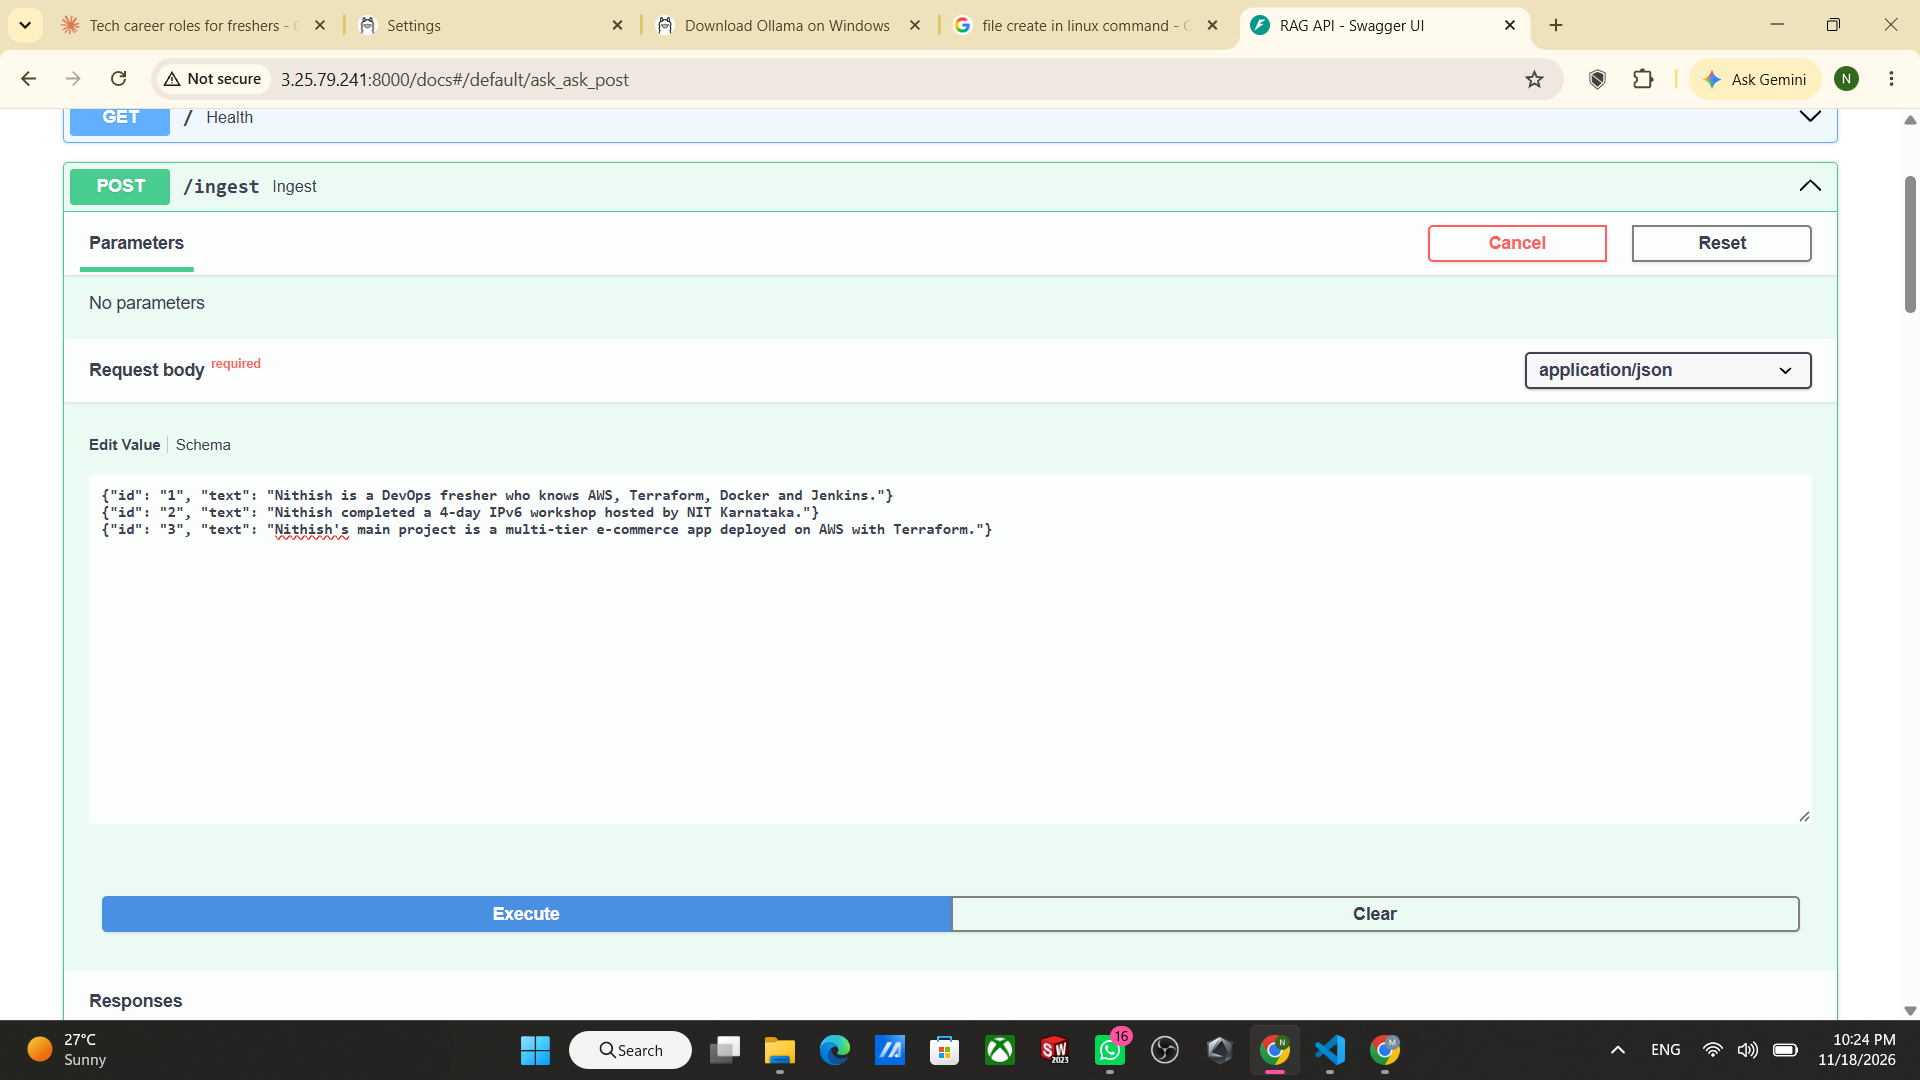 Tech career roles for freshers - C
Settings
Download Ollama on Windows
file create in linux command - G
RAG API - Swagger UI
Not secure
3.25.79.241:8000/docs#/default/ask_ask_post
Ask Gemini
N
GET / Health
POST /ingest Ingest
Parameters
Cancel
Reset
No parameters
Request body required
application/json
Edit Value
Schema
{"id": "1", "text": "Nithish is a DevOps fresher who knows AWS, Terraform, Docker and Jenkins."}
{"id": "2", "text": "Nithish completed a 4-day IPv6 workshop hosted by NIT Karnataka."}
{"id": "3", "text": "Nithish's main project is a multi-tier e-commerce app deployed on AWS with Terraform."}
Execute
Clear
Responses
27°C
Sunny
Search
SW
2023
16
N
M
ENG
10:24 PM
11/18/2026